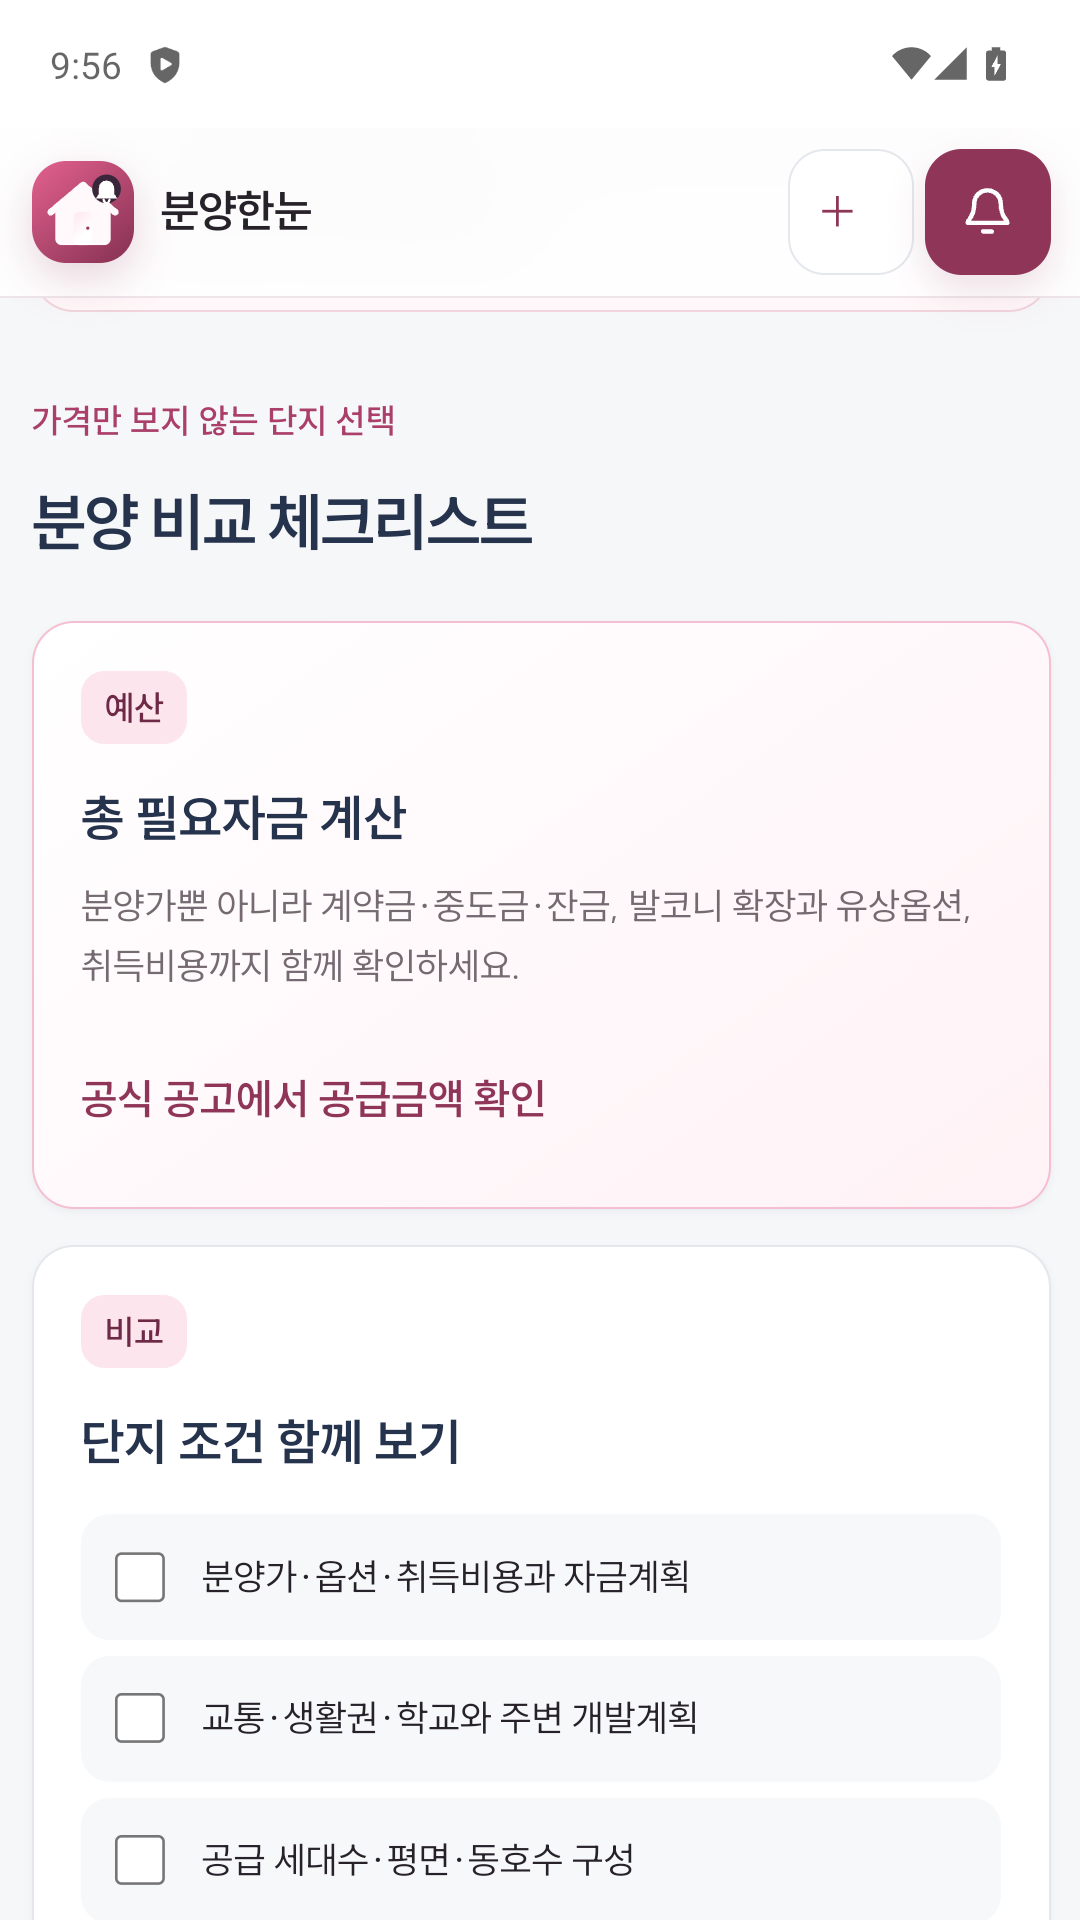 9:56
분양한눈
가격만 보지 않는 단지 선택
분양 비교 체크리스트
예산
총 필요자금 계산
분양가뿐 아니라 계약금·중도금·잔금, 발코니 확장과 유상옵션,
취득비용까지 함께 확인하세요.
공식 공고에서 공급금액 확인
비교
단지 조건 함께 보기
분양가·옵션·취득비용과 자금계획
교통·생활권·학교와 주변 개발계획
공급 세대수·평면·동호수 구성